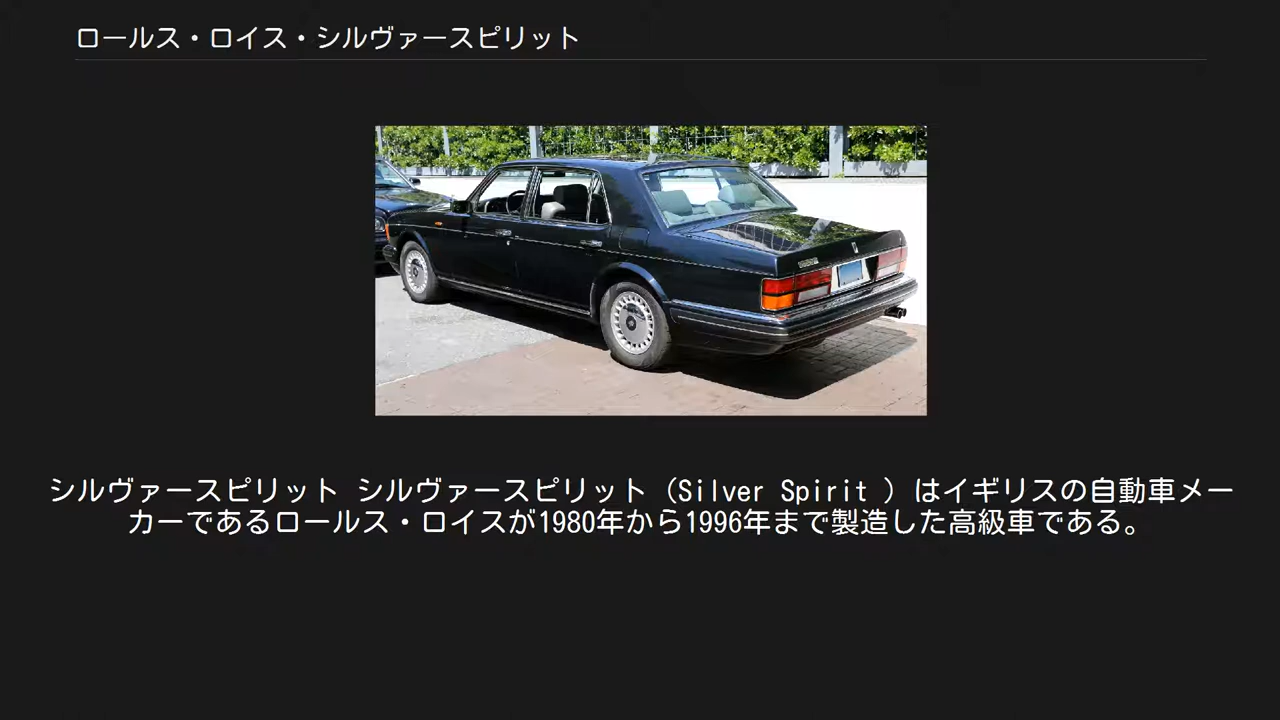 ロールス・ロイス・シルヴァースピリット
シルヴァースピリット シルヴァースピリット（Silver Spirit ）はイギリスの自動車メー
カーであるロールス・ロイスが1980年から1996年まで製造した高級車である。